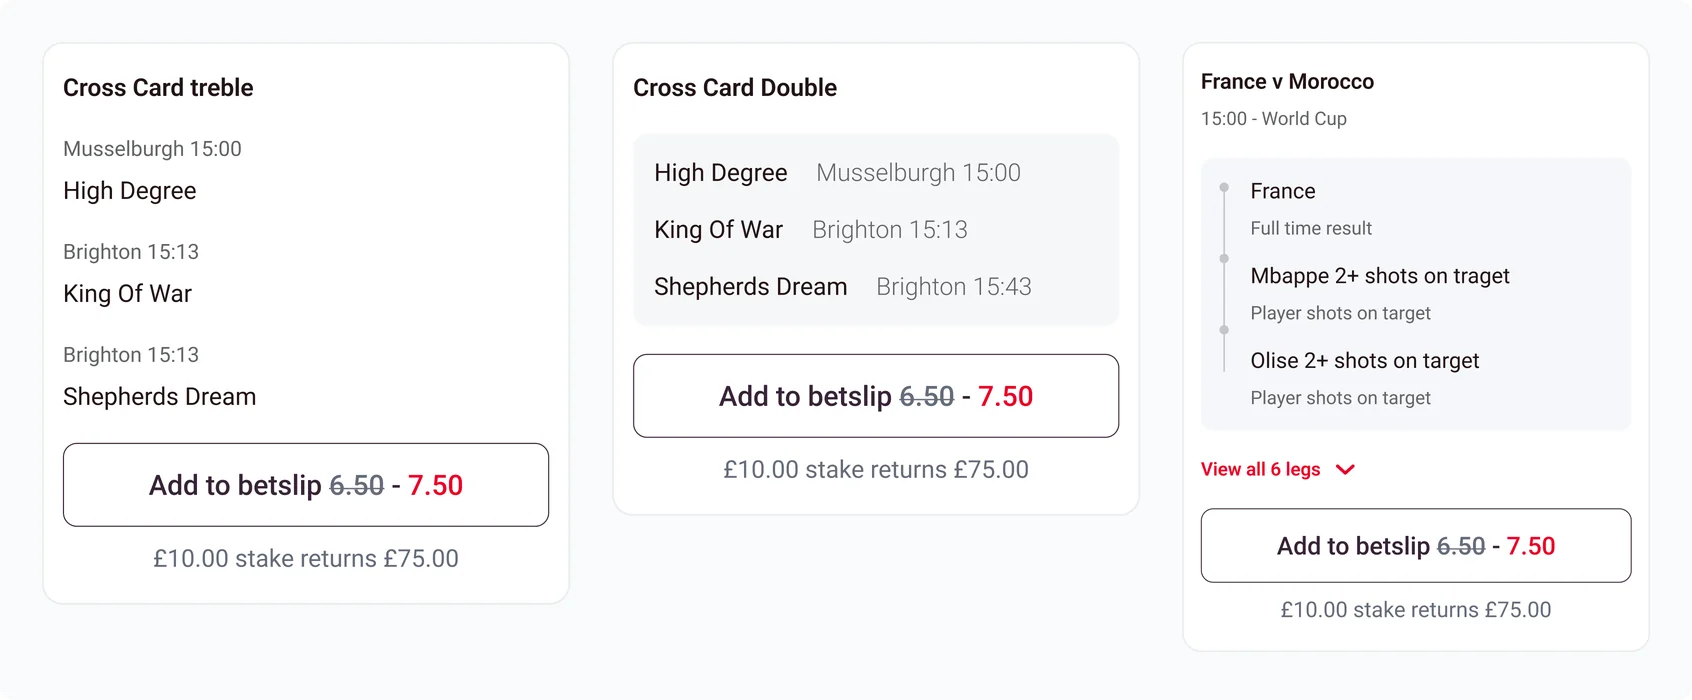 Cross Card treble
Musselburgh 15:00
High Degree
Brighton 15:13
King Of War
Brighton 15:13
Shepherds Dream
Add to betslip 6.50 - 7.50
£10.00 stake returns £75.00
Cross Card Double
High Degree Musselburgh 15:00
King Of War Brighton 15:13
Shepherds Dream Brighton 15:43
Add to betslip 6.50 - 7.50
£10.00 stake returns £75.00
France v Morocco
15:00 - World Cup
France
Full time result
Mbappe 2+ shots on traget
Player shots on target
Olise 2+ shots on target
Player shots on target
View all 6 legs
Add to betslip 6.50 - 7.50
£10.00 stake returns £75.00